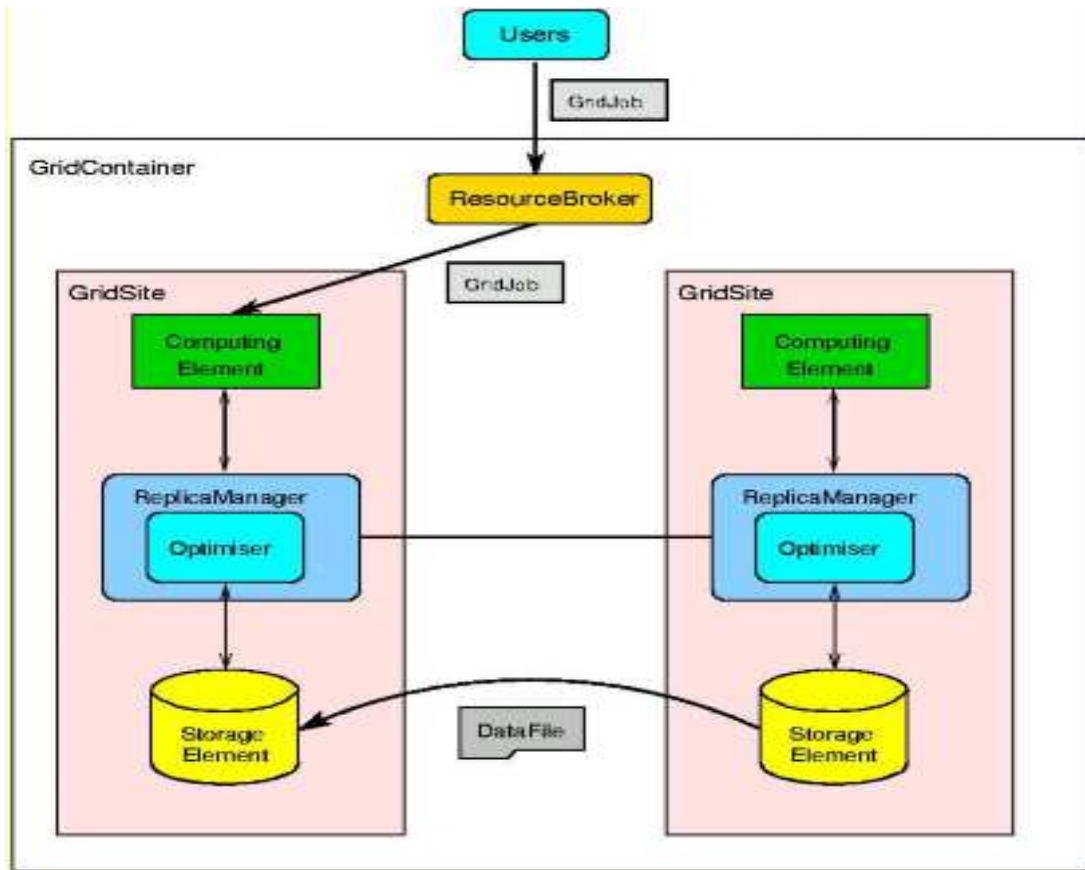 Users
GridJob
GridContainer
ResourceBroker
GridJob
GridSite
Computing
Element
ReplicaManager
Optimiser
Storage
Element
DataFile
GridSite
Computing
Element
ReplicaManager
Optimiser
Storage
Element